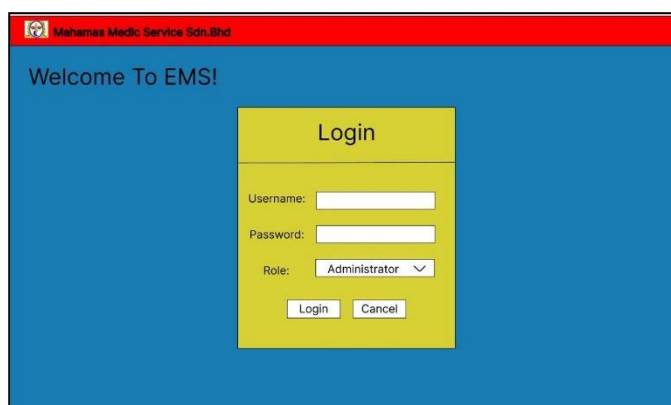 Mahamas Medic Service Sdn.Bhd
Welcome To EMS!
Login
Username:
Password:
Role: Administrator
Login Cancel